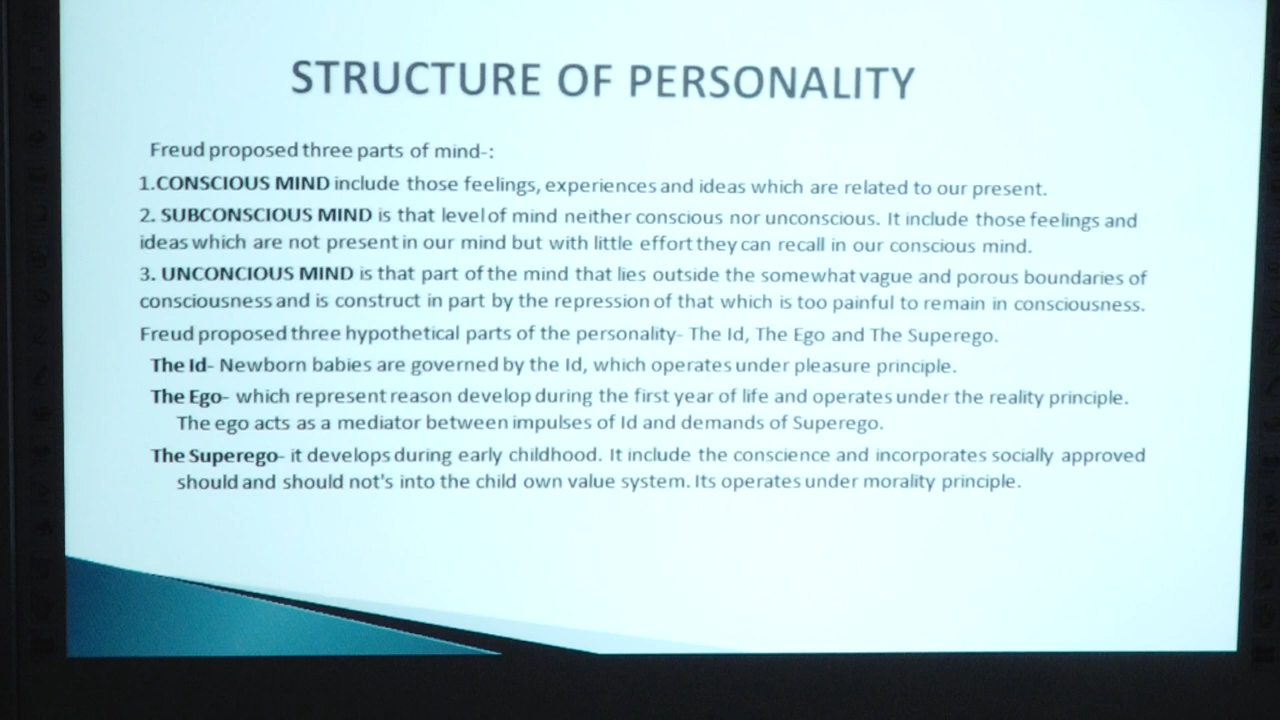 STRUCTURE OF PERSONALITY
Freud proposed three parts of mind-:
1.CONSCIOUS MIND include those feelings, experiences and ideas which are related to our present.
2. SUBCONSCIOUS MIND is that level of mind neither conscious nor unconscious. It include those feelings and
ideas which are not present in our mind but with little effort they can recall in our conscious mind.
3. UNCONCIOUS MIND is that part of the mind that lies outside the somewhat vague and porous boundaries of
consciousness and is construct in part by the repression of that which is too painful to remain in consciousness.
Freud proposed three hypothetical parts of the personality- The Id, The Ego and The Superego.
The Id- Newborn babies are governed by the Id, which operates under pleasure principle.
The Ego- which represent reason develop during the first year of life and operates under the reality principle.
The ego acts as a mediator between impulses of Id and demands of Superego.
The Superego- it develops during early childhood. It include the conscience and incorporates socially approved
should and should not's into the child own value system. Its operates under morality principle.